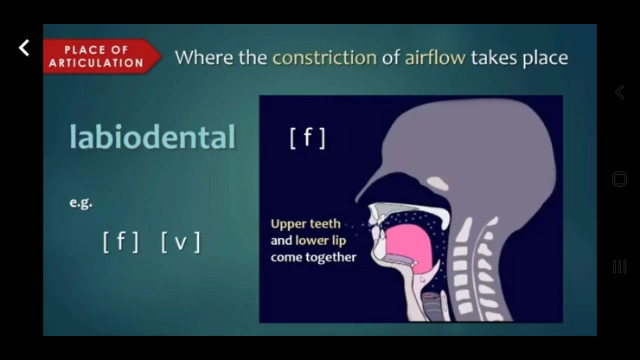 PLACE OF
ARTICULATION
Where the constriction of airflow takes place
labiodental
[ f ]
e.g.
[ f ] [ v ]
Upper teeth
and lower lip
come together